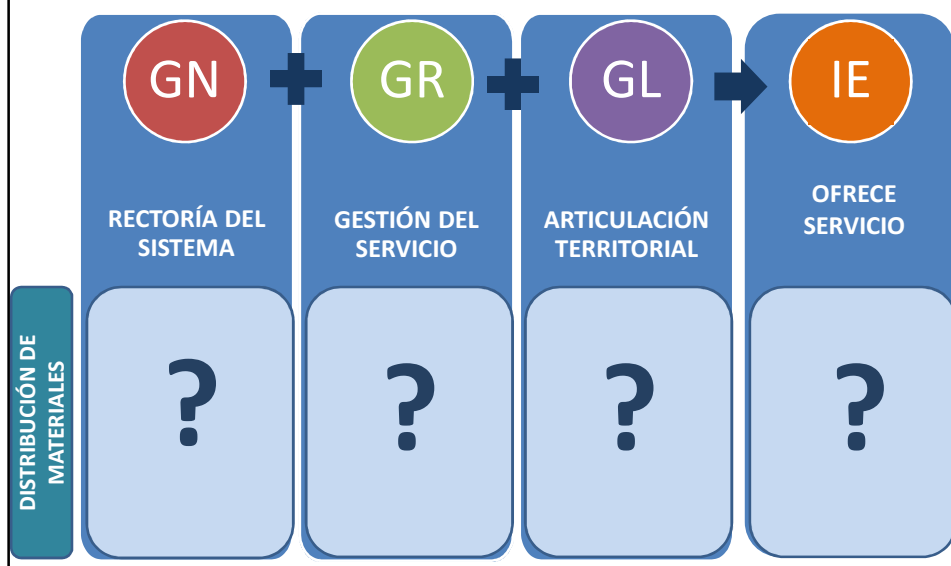 GN
GR
GL
IE
RECTORÍA DEL
SISTEMA
GESTIÓN DEL
SERVICIO
ARTICULACIÓN
TERRITORIAL
OFRECE
SERVICIO
DISTRIBUCIÓN DE
MATERIALES
?
?
?
?